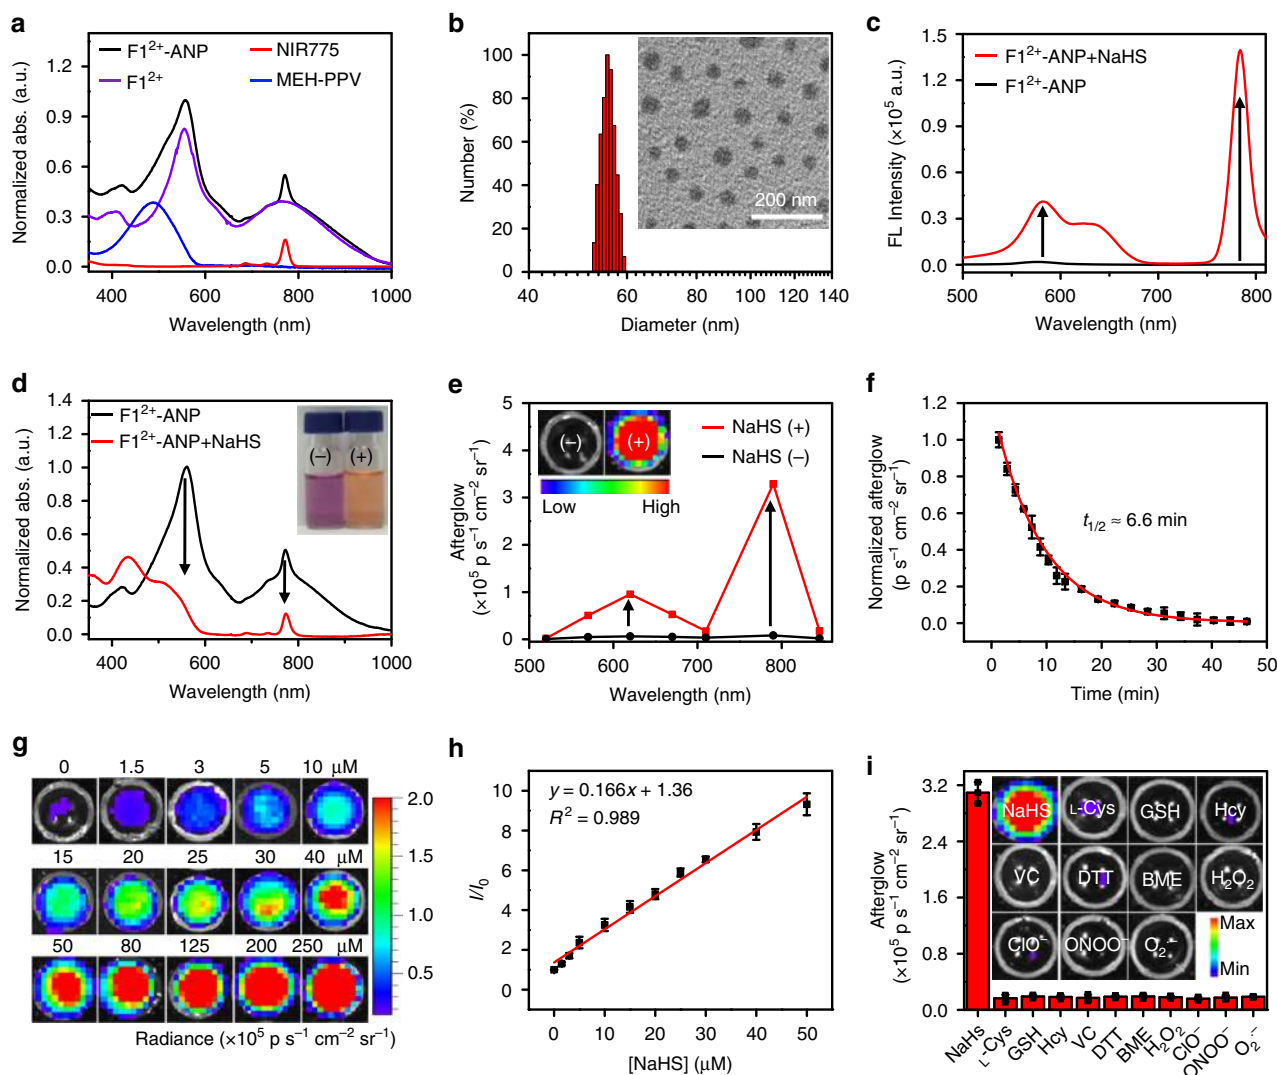 a
F1²⁺-ANP
NIR775
F1²⁺
MEH-PPV
Normalized abs. (a.u.)
1.2
0.9
0.6
0.3
0.0
400 600 800 1000
Wavelength (nm)
b
Number (%)
100
80
60
40
20
0
200 nm
40 60 80 100 120 140
Diameter (nm)
c
F1²⁺-ANP+NaHS
F1²⁺-ANP
FL Intensity (×10⁵ a.u.)
1.5
1.2
0.9
0.6
0.3
0.0
500 600 700 800
Wavelength (nm)
d
F1²⁺-ANP
F1²⁺-ANP+NaHS
(−) (+)
Normalized abs. (a.u.)
1.4
1.2
1.0
0.8
0.6
0.4
0.2
0.0
400 600 800 1000
Wavelength (nm)
e
(−) (+)
Low High
NaHS (+)
NaHS (−)
Afterglow
(×10⁵ p s⁻¹ cm⁻² sr⁻¹)
5
4
3
2
1
0
500 600 700 800
Wavelength (nm)
f
t1/2 ≈ 6.6 min
Normalized afterglow
(p s⁻¹ cm⁻² sr⁻¹)
1.2
1.0
0.8
0.6
0.4
0.2
0.0
0 10 20 30 40 50
Time (min)
g
0 1.5 3 5 10 μM
15 20 25 30 40 μM
50 80 125 200 250 μM
2.0
1.5
1.0
0.5
Radiance (×10⁵ p s⁻¹ cm⁻² sr⁻¹)
h
y = 0.166x + 1.36
R² = 0.989
I/I₀
10
8
6
4
2
0
0 10 20 30 40 50
[NaHS] (μM)
i
Afterglow
(×10⁵ p s⁻¹ cm⁻² sr⁻¹)
3.2
2.4
1.6
0.8
0.0
NaHS L-Cys GSH Hcy
VC DTT BME H₂O₂
ClO⁻ ONOO⁻ O₂·⁻
Max
Min
NaHs L-Cys GSH Hcy VC DTT BME H₂O₂ ClO⁻ ONOO⁻ O₂·⁻